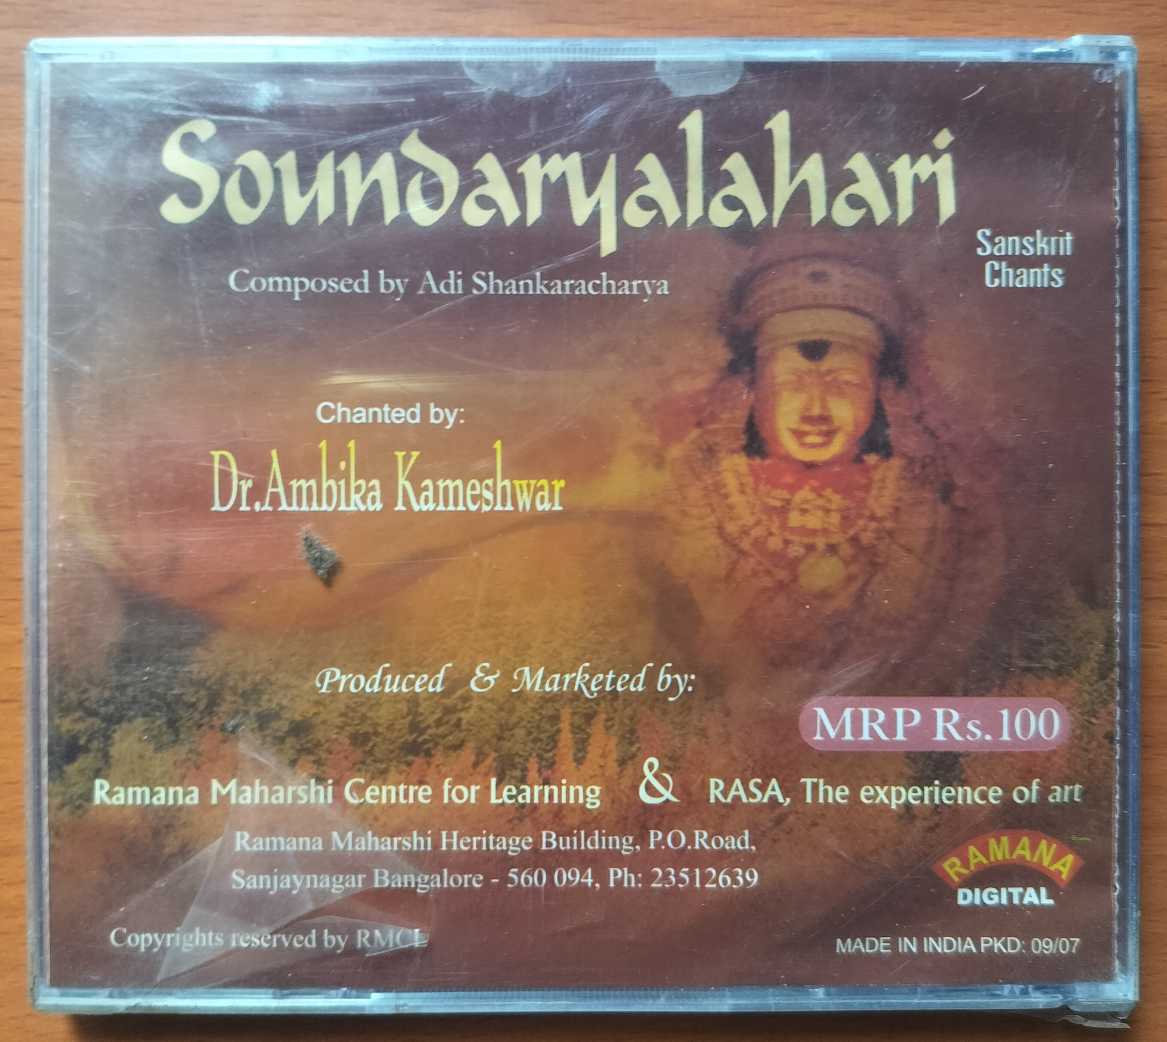 Soundaryalahari
Sanskrit
Chants
Composed by Adi Shankaracharya
Chanted by:
Dr.Ambika Kameshwar
Produced & Marketed by:
MRP Rs.100
Ramana Maharshi Centre for Learning & RASA, The experience of art
Ramana Maharshi Heritage Building, P.O.Road,
Sanjaynagar Bangalore - 560 094, Ph: 23512639
RAMANA
DIGITAL
Copyrights reserved by RMCL
MADE IN INDIA PKD: 09/07